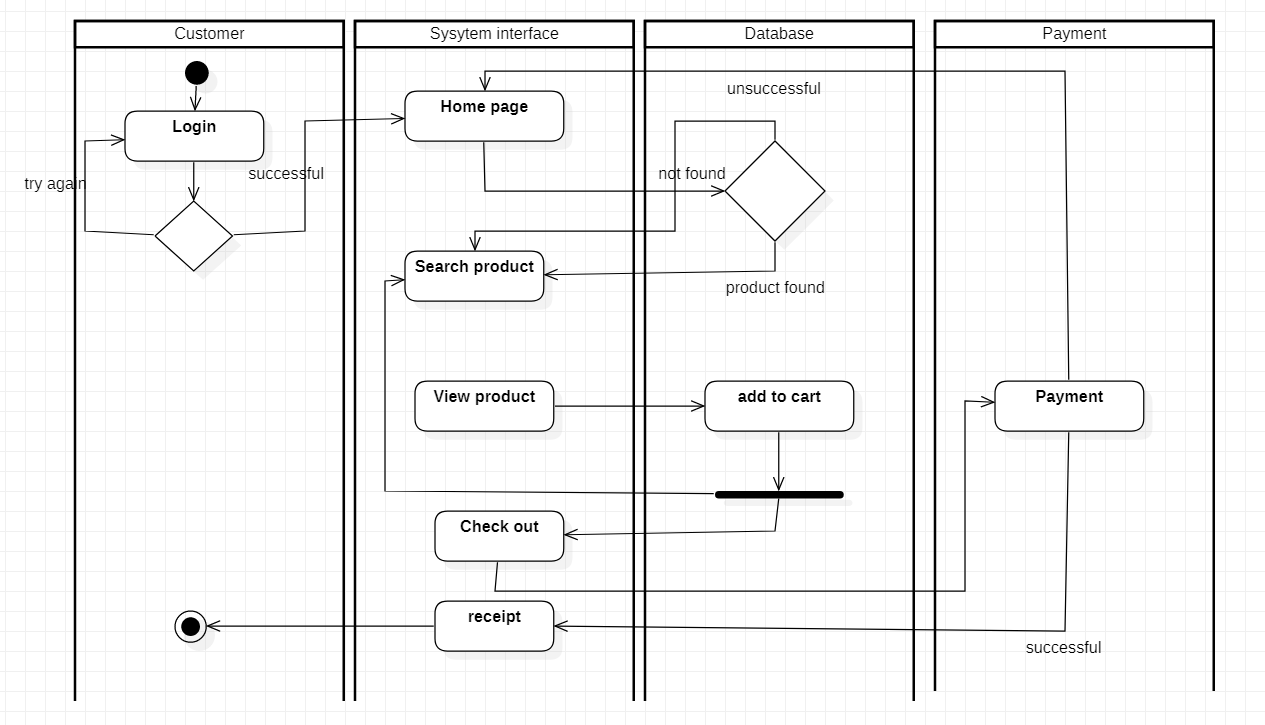 Customer
Sysytem interface
Database
Payment
unsuccessful
Home page
Login
successful
not found
try again
Search product
product found
View product
add to cart
Payment
Check out
receipt
successful